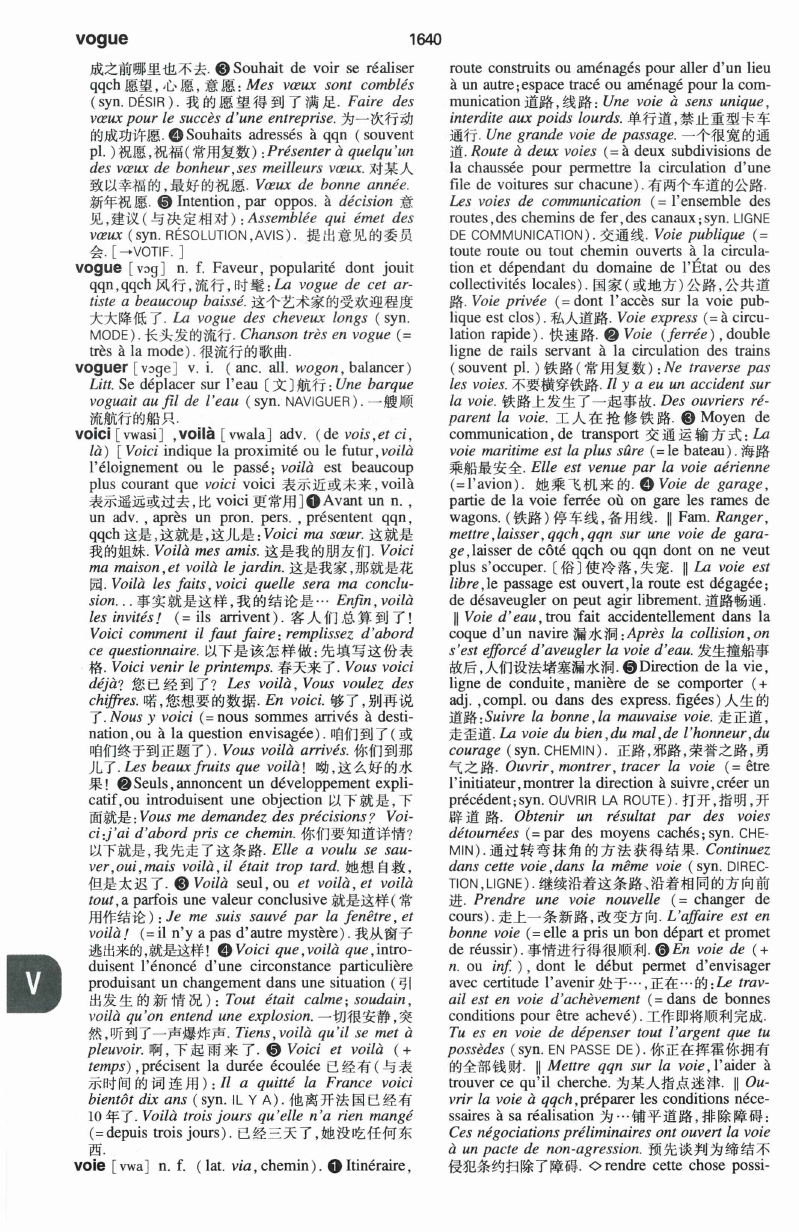 vogue
1640
成之前哪里也不去. ❸ Souhait de voir se réaliser
qqch 愿望, 心愿, 意愿: Mes vœux sont comblés
(syn. DÉSIR). 我的愿望得到了满足. Faire des
vœux pour le succès d'une entreprise. 为一次行动
的成功许愿. ❹ Souhaits adressés à qqn (souvent
pl.) 祝愿, 祝福(常用复数): Présenter à quelqu'un
des vœux de bonheur, ses meilleurs vœux. 对某人
致以幸福的, 最好的祝愿. Vœux de bonne année.
新年祝愿. ❺ Intention, par oppos. à décision 意
见, 建议(与决定相对): Assemblée qui émet des
vœux (syn. RÉSOLUTION, AVIS). 提出意见的委员
会. [→VOTIF.]
vogue [vɔg] n. f. Faveur, popularité dont jouit
qqn, qqch 风行, 流行, 时髦: La vogue de cet ar-
tiste a beaucoup baissé. 这个艺术家的受欢迎程度
大大降低了. La vogue des cheveux longs (syn.
MODE). 长头发的流行. Chanson très en vogue (=
très à la mode). 很流行的歌曲.
voguer [vɔge] v. i. (anc. all. wogon, balancer)
Litt. Se déplacer sur l'eau [文]航行: Une barque
voguait au fil de l'eau (syn. NAVIGUER). 一艘顺
流航行的船只.
voici [vwasi], voilà [vwala] adv. (de vois, et ci,
là) [Voici indique la proximité ou le futur, voilà
l'éloignement ou le passé; voilà est beaucoup
plus courant que voici voici 表示近或未来, voilà
表示遥远或过去, 比 voici 更常用] ❶ Avant un n.,
un adv., après un pron. pers., présentent qqn,
qqch 这是, 这就是, 这儿是: Voici ma sœur. 这就是
我的姐妹. Voilà mes amis. 这是我的朋友们. Voici
ma maison, et voilà le jardin. 这是我家, 那就是花
园. Voilà les faits, voici quelle sera ma conclu-
sion... 事实就是这样, 我的结论是… Enfin, voilà
les invités! (= ils arrivent). 客人们总算到了!
Voici comment il faut faire: remplissez d'abord
ce questionnaire. 以下是该怎样做: 先填写这份表
格. Voici venir le printemps. 春天来了. Vous voici
déjà? 您已经到了? Les voilà, Vous voulez des
chiffres. 喏, 您想要的数据. En voici. 够了, 别再说
了. Nous y voici (= nous sommes arrivés à desti-
nation, ou à la question envisagée). 咱们到了(或
咱们终于到正题了). Vous voilà arrivés. 你们到那
儿了. Les beaux fruits que voilà! 呦, 这么好的水
果! ❷ Seuls, annoncent un développement expli-
catif, ou introduisent une objection 以下就是, 下
面就是: Vous me demandez des précisions? Voi-
ci: j'ai d'abord pris ce chemin. 你们要知道详情?
以下就是, 我先走了这条路. Elle a voulu se sau-
ver, oui, mais voilà, il était trop tard. 她想自救,
但是太迟了. ❸ Voilà seul, ou et voilà, et voilà
tout, a parfois une valeur conclusive 就是这样(常
用作结论): Je me suis sauvé par la fenêtre, et
voilà! (= il n'y a pas d'autre mystère). 我从窗子
逃出来的, 就是这样! ❹ Voici que, voilà que, intro-
duisent l'énoncé d'une circonstance particulière
produisant un changement dans une situation (引
出发生的新情况): Tout était calme; soudain,
voilà qu'on entend une explosion. 一切很安静, 突
然, 听到了一声爆炸声. Tiens, voilà qu'il se met à
pleuvoir. 啊, 下起雨来了. ❺ Voici et voilà (+
temps), précisent la durée écoulée 已经有(与表
示时间的词连用): Il a quitté la France voici
bientôt dix ans (syn. IL Y A). 他离开法国已经有
10 年了. Voilà trois jours qu'elle n'a rien mangé
(= depuis trois jours). 已经三天了, 她没吃任何东
西.
voie [vwa] n. f. (lat. via, chemin). ❶ Itinéraire,
V
route construits ou aménagés pour aller d'un lieu
à un autre; espace tracé ou aménagé pour la com-
munication 道路, 线路: Une voie à sens unique,
interdite aux poids lourds. 单行道, 禁止重型卡车
通行. Une grande voie de passage. 一个很宽的通
道. Route à deux voies (= à deux subdivisions de
la chaussée pour permettre la circulation d'une
file de voitures sur chacune). 有两个车道的公路.
Les voies de communication (= l'ensemble des
routes, des chemins de fer, des canaux; syn. LIGNE
DE COMMUNICATION). 交通线. Voie publique (=
toute route ou tout chemin ouverts à la circula-
tion et dépendant du domaine de l'État ou des
collectivités locales). 国家(或地方)公路, 公共道
路. Voie privée (= dont l'accès sur la voie pub-
lique est clos). 私人道路. Voie express (= à circu-
lation rapide). 快速路. ❷ Voie (ferrée), double
ligne de rails servant à la circulation des trains
(souvent pl.) 铁路(常用复数): Ne traverse pas
les voies. 不要横穿铁路. Il y a eu un accident sur
la voie. 铁路上发生了一起事故. Des ouvriers ré-
parent la voie. 工人在抢修铁路. ❸ Moyen de
communication, de transport 交通运输方式: La
voie maritime est la plus sûre (= le bateau). 海路
乘船最安全. Elle est venue par la voie aérienne
(= l'avion). 她乘飞机来的. ❹ Voie de garage,
partie de la voie ferrée où on gare les rames de
wagons. (铁路)停车线, 备用线. ‖ Fam. Ranger,
mettre, laisser, qqch, qqn sur une voie de gara-
ge, laisser de côté qqch ou qqn dont on ne veut
plus s'occuper. [俗]使冷落, 失宠. ‖ La voie est
libre, le passage est ouvert, la route est dégagée;
de désaveugler on peut agir librement. 道路畅通.
‖ Voie d'eau, trou fait accidentellement dans la
coque d'un navire 漏水洞: Après la collision, on
s'est efforcé d'aveugler la voie d'eau. 发生撞船事
故后, 人们设法堵塞漏水洞. ❺ Direction de la vie,
ligne de conduite, manière de se comporter (+
adj., compl. ou dans des express. figées) 人生的
道路: Suivre la bonne, la mauvaise voie. 走正道,
走歪道. La voie du bien, du mal, de l'honneur, du
courage (syn. CHEMIN). 正路, 邪路, 荣誉之路, 勇
气之路. Ouvrir, montrer, tracer la voie (= être
l'initiateur, montrer la direction à suivre, créer un
précédent; syn. OUVRIR LA ROUTE). 打开, 指明, 开
辟道路. Obtenir un résultat par des voies
détournées (= par des moyens cachés; syn. CHE-
MIN). 通过转弯抹角的方法获得结果. Continuez
dans cette voie, dans la même voie (syn. DIREC-
TION, LIGNE). 继续沿着这条路、沿着相同的方向前
进. Prendre une voie nouvelle (= changer de
cours). 走上一条新路, 改变方向. L'affaire est en
bonne voie (= elle a pris un bon départ et promet
de réussir). 事情进行得很顺利. ❻ En voie de (+
n. ou inf.), dont le début permet d'envisager
avec certitude l'avenir 处于…, 正在…的: Le trav-
ail est en voie d'achèvement (= dans de bonnes
conditions pour être achevé). 工作即将顺利完成.
Tu es en voie de dépenser tout l'argent que tu
possèdes (syn. EN PASSE DE). 你正在挥霍你拥有
的全部钱财. ‖ Mettre qqn sur la voie, l'aider à
trouver ce qu'il cherche. 为某人指点迷津. ‖ Ou-
vrir la voie à qqch, préparer les conditions néce-
ssaires à sa réalisation 为…铺平道路, 排除障碍:
Ces négociations préliminaires ont ouvert la voie
à un pacte de non-agression. 预先谈判为缔结不
侵犯条约扫除了障碍. ◇ rendre cette chose possi-